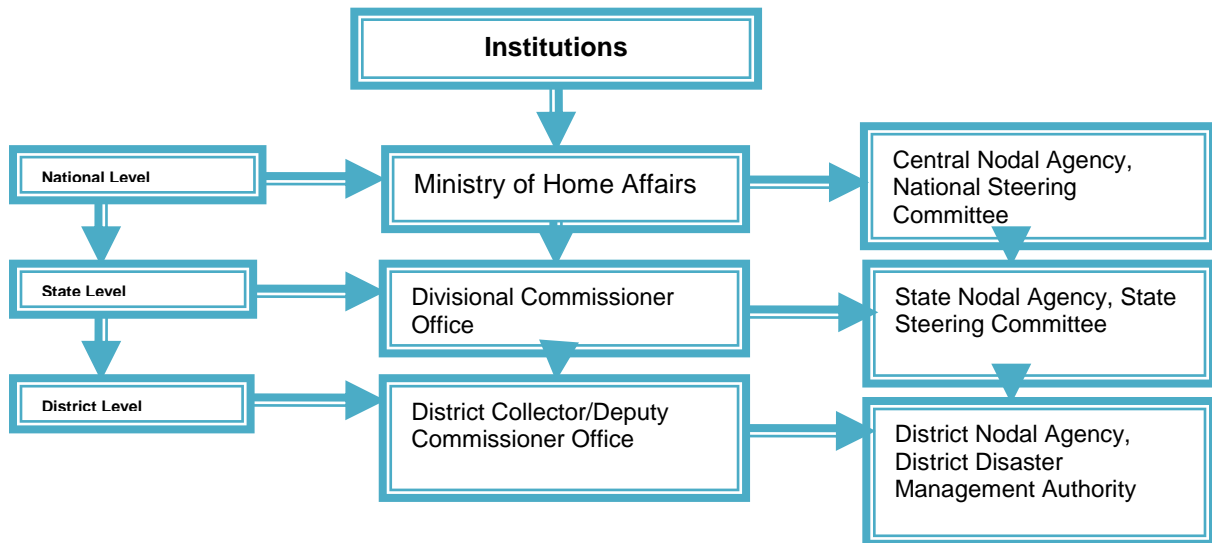 Institutions
National Level
Ministry of Home Affairs
Central Nodal Agency,
National Steering
Committee
State Level
Divisional Commissioner
Office
State Nodal Agency, State
Steering Committee
District Level
District Collector/Deputy
Commissioner Office
District Nodal Agency,
District Disaster
Management Authority